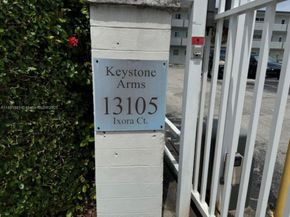 Keystone
Arms
13105
Ixora Ct.